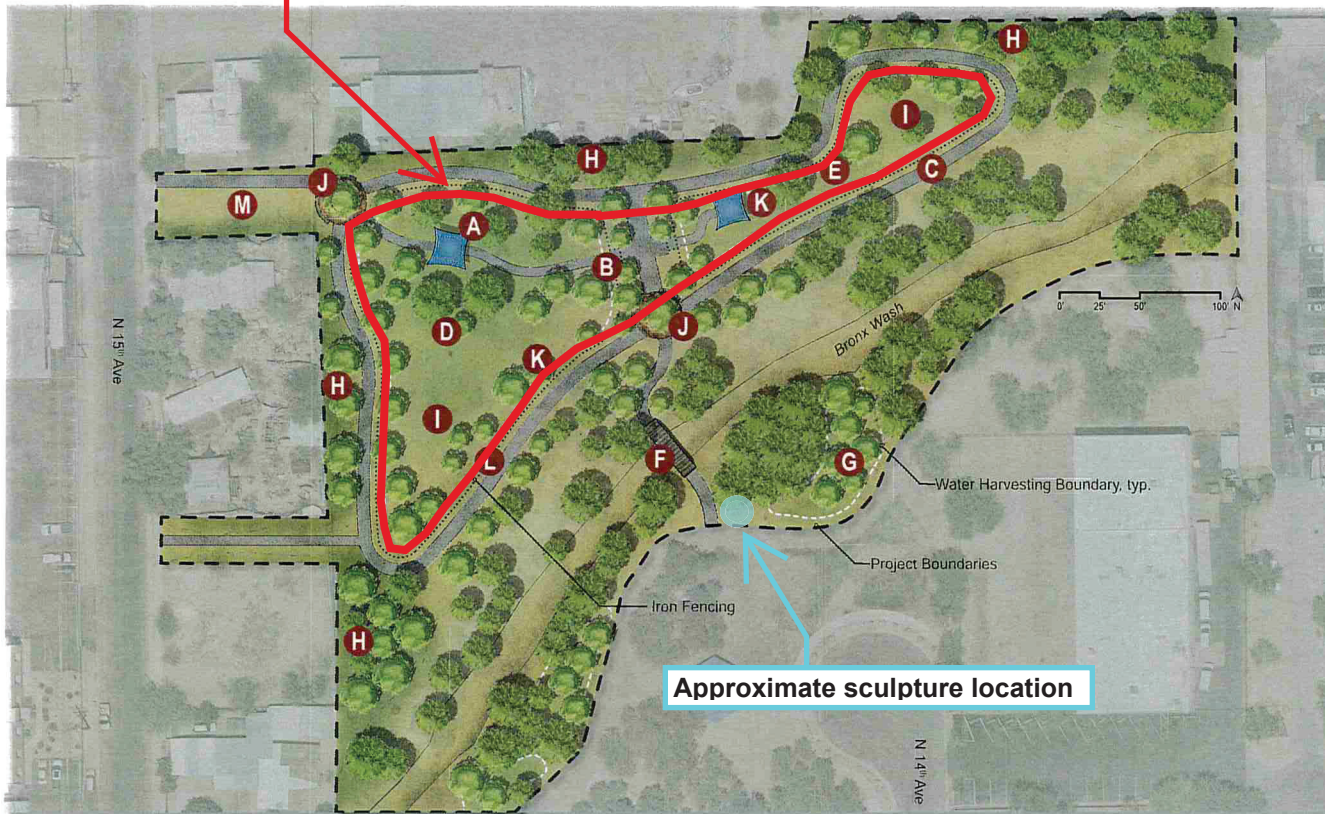 H
I
H
J
E
C
M
A
K
B
0' 25' 50' 100'
N
D
J
Bronx Wash
N 15th Ave
K
H
I
L
F
G
Water Harvesting Boundary, typ.
Project Boundaries
Iron Fencing
H
Approximate sculpture location
N 14th Ave